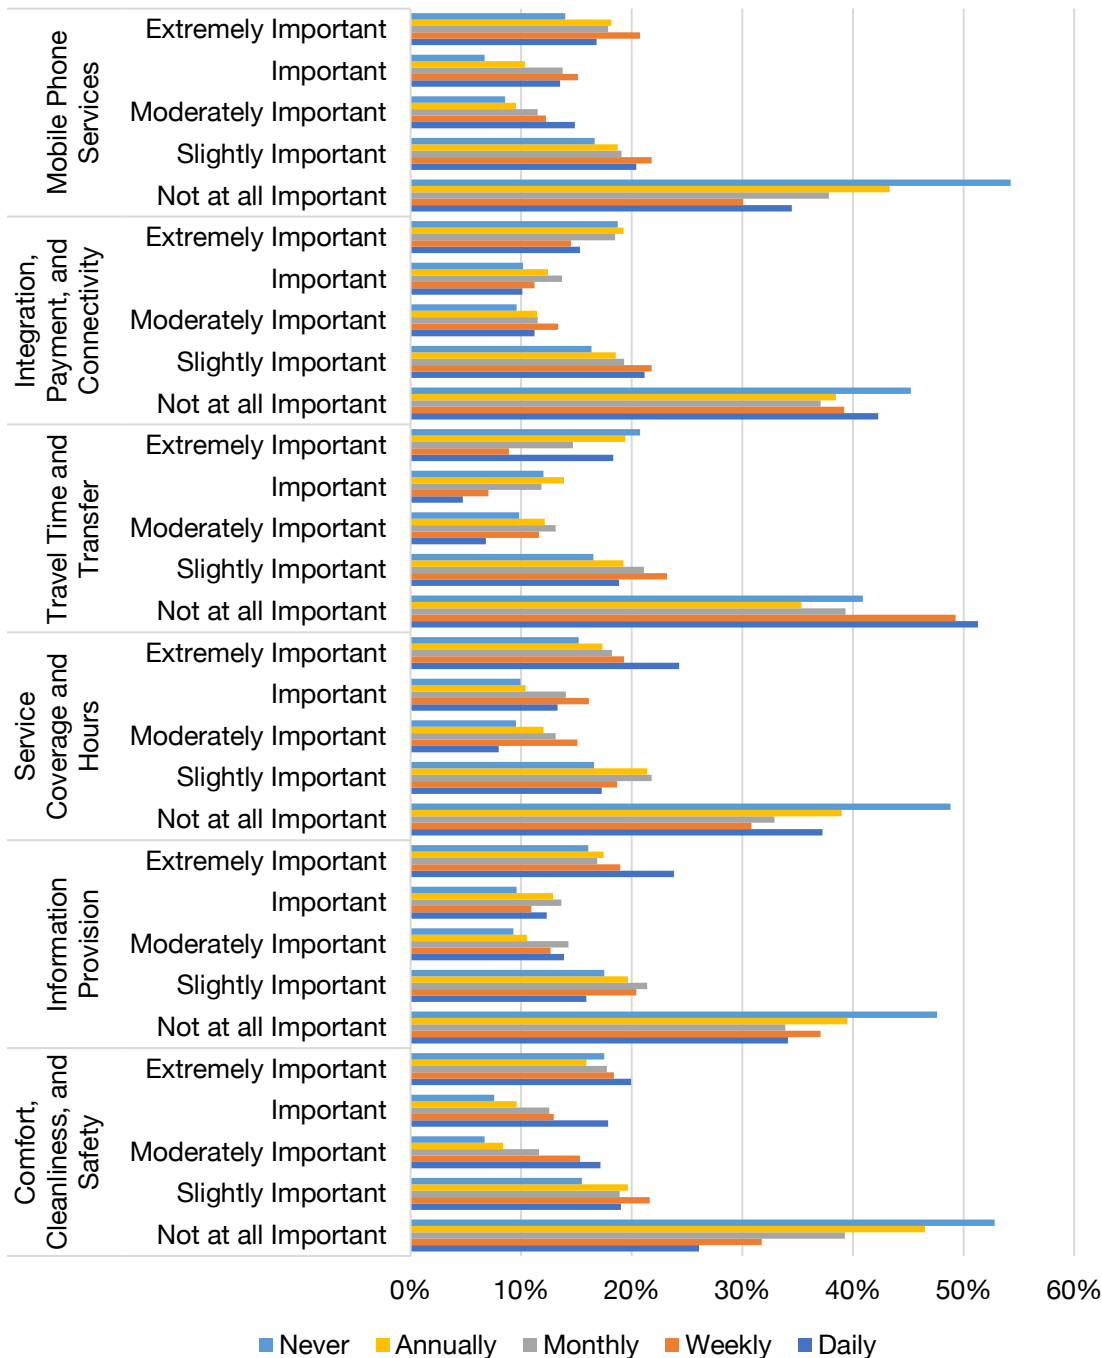 Mobile Phone
Services
Extremely Important
Important
Moderately Important
Slightly Important
Not at all Important
Integration,
Payment, and
Connectivity
Extremely Important
Important
Moderately Important
Slightly Important
Not at all Important
Travel Time and
Transfer
Extremely Important
Important
Moderately Important
Slightly Important
Not at all Important
Service
Coverage and
Hours
Extremely Important
Important
Moderately Important
Slightly Important
Not at all Important
Information
Provision
Extremely Important
Important
Moderately Important
Slightly Important
Not at all Important
Comfort,
Cleanliness, and
Safety
Extremely Important
Important
Moderately Important
Slightly Important
Not at all Important
0% 10% 20% 30% 40% 50% 60%
Never Annually Monthly Weekly Daily